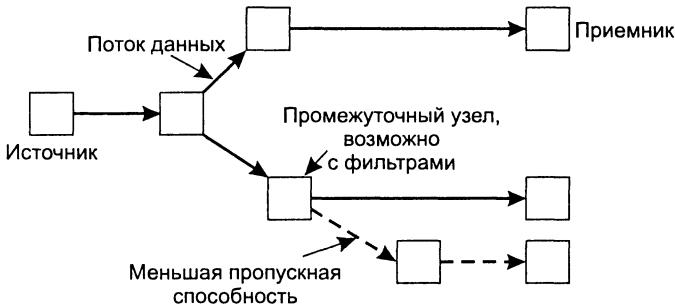 Поток данных
Приемник
Источник
Промежуточный узел,
возможно
с фильтрами
Меньшая пропускная
способность